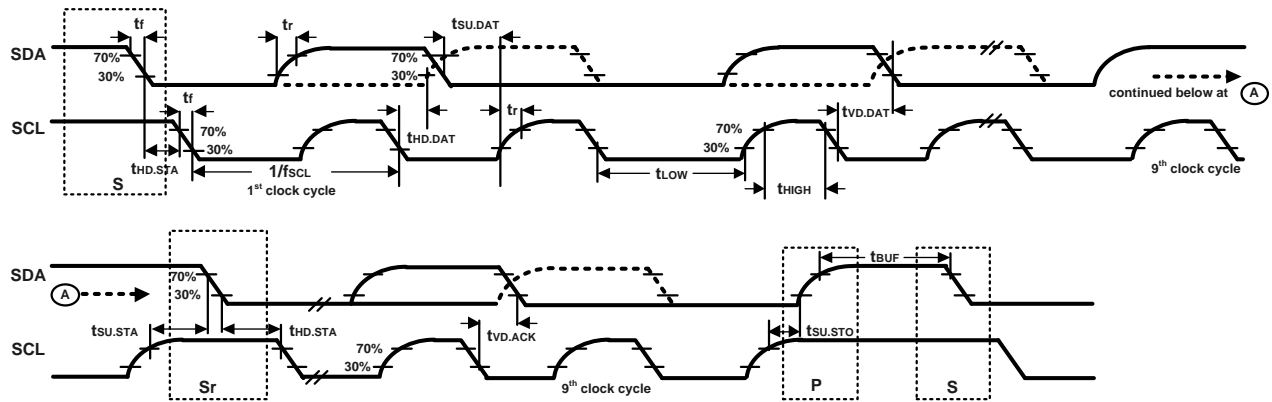 tf
tr
tSU.DAT
SDA
70%
30%
70%
30%
continued below at A
tf
tHD.DAT
tr
tVD.DAT
SCL
70%
30%
70%
30%
tHD.STA
1/fSCL
tLOW
tHIGH
S
1st clock cycle
9th clock cycle
SDA
70%
30%
A
tBUF
tSU.STA
tHD.STA
tVD.ACK
tSU.STO
SCL
70%
30%
Sr
9th clock cycle
P
S